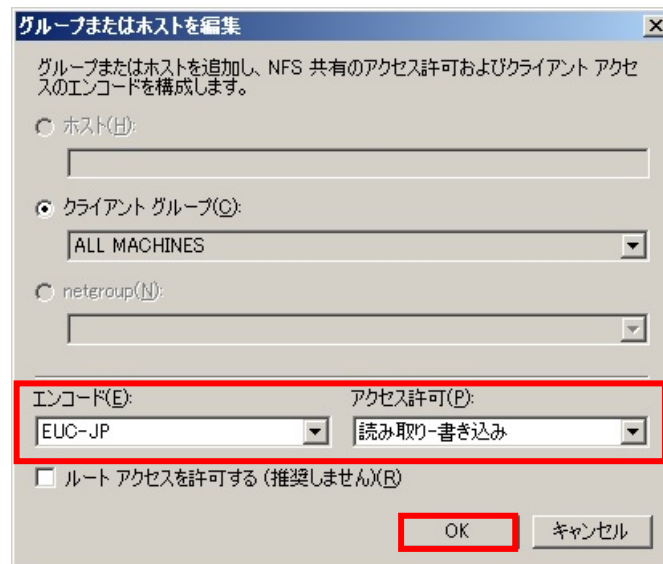 グループまたはホストを編集
グループまたはホストを追加し、NFS 共有のアクセス許可およびクライアント アクセ
スのエンコードを構成します。
ホスト(H):
クライアント グループ(C):
ALL MACHINES
netgroup(N):
エンコード(E): アクセス許可(P):
EUC-JP 読み取り-書き込み
ルート アクセスを許可する (推奨しません)(R)
OK キャンセル